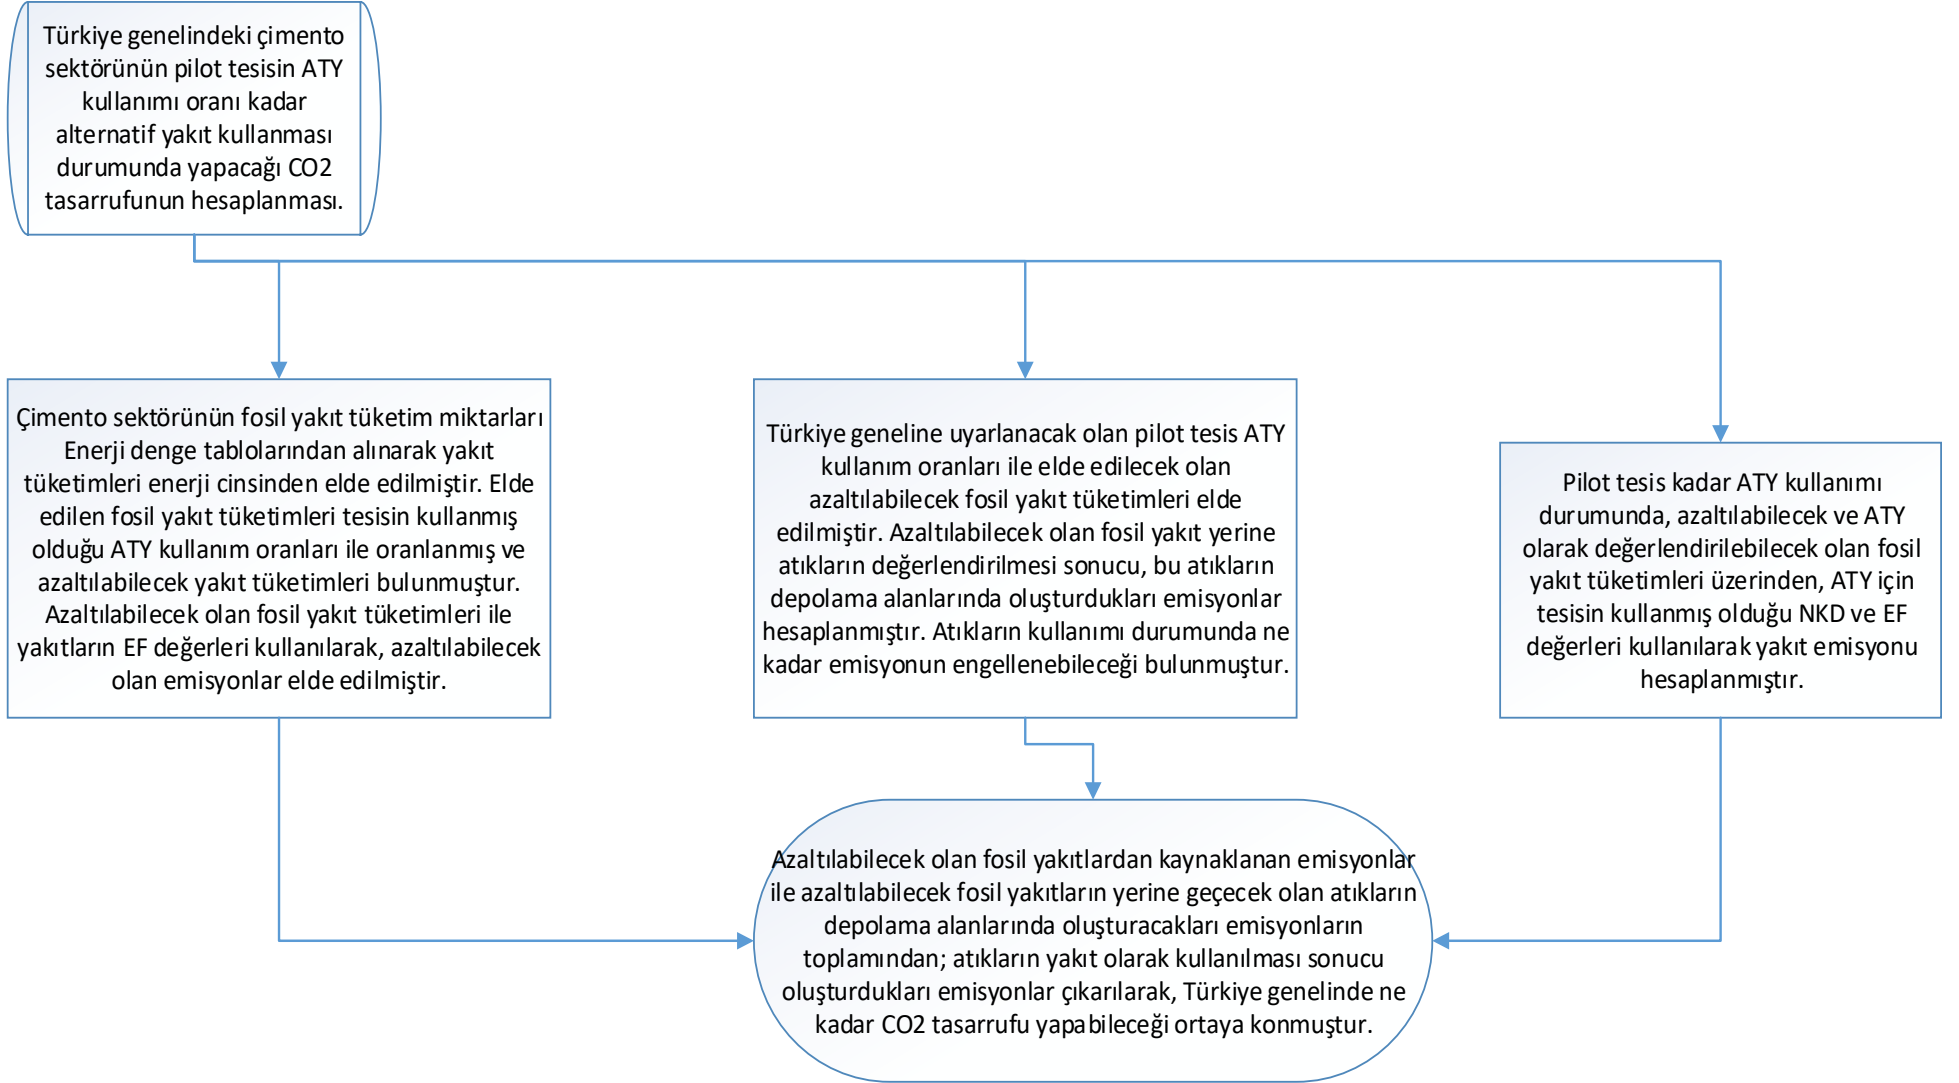 Türkiye genelindeki çimento
sektörünün pilot tesisin ATY
kullanımı oranı kadar
alternatif yakıt kullanması
durumunda yapacağı CO2
tasarrufunun hesaplanması.
Çimento sektörünün fosil yakıt tüketim miktarları
Enerji denge tablolarından alınarak yakıt
tüketimleri enerji cinsinden elde edilmiştir. Elde
edilen fosil yakıt tüketimleri tesisin kullanmış
olduğu ATY kullanım oranları ile oranlanmış ve
azaltılabilecek yakıt tüketimleri bulunmuştur.
Azaltılabilecek olan fosil yakıt tüketimleri ile
yakıtların EF değerleri kullanılarak, azaltılabilecek
olan emisyonlar elde edilmiştir.
Türkiye geneline uyarlanacak olan pilot tesis ATY
kullanım oranları ile elde edilecek olan
azaltılabilecek fosil yakıt tüketimleri elde
edilmiştir. Azaltılabilecek olan fosil yakıt yerine
atıkların değerlendirilmesi sonucu, bu atıkların
depolama alanlarında oluşturdukları emisyonlar
hesaplanmıştır. Atıkların kullanımı durumunda ne
kadar emisyonun engellenebileceği bulunmuştur.
Pilot tesis kadar ATY kullanımı
durumunda, azaltılabilecek ve ATY
olarak değerlendirilebilecek olan fosil
yakıt tüketimleri üzerinden, ATY için
tesisin kullanmış olduğu NKD ve EF
değerleri kullanılarak yakıt emisyonu
hesaplanmıştır.
Azaltılabilecek olan fosil yakıtlardan kaynaklanan emisyonlar
ile azaltılabilecek fosil yakıtların yerine geçecek olan atıkların
depolama alanlarında oluşturacakları emisyonların
toplamından; atıkların yakıt olarak kullanılması sonucu
oluşturdukları emisyonlar çıkarılarak, Türkiye genelinde ne
kadar CO2 tasarrufu yapabileceği ortaya konmuştur.